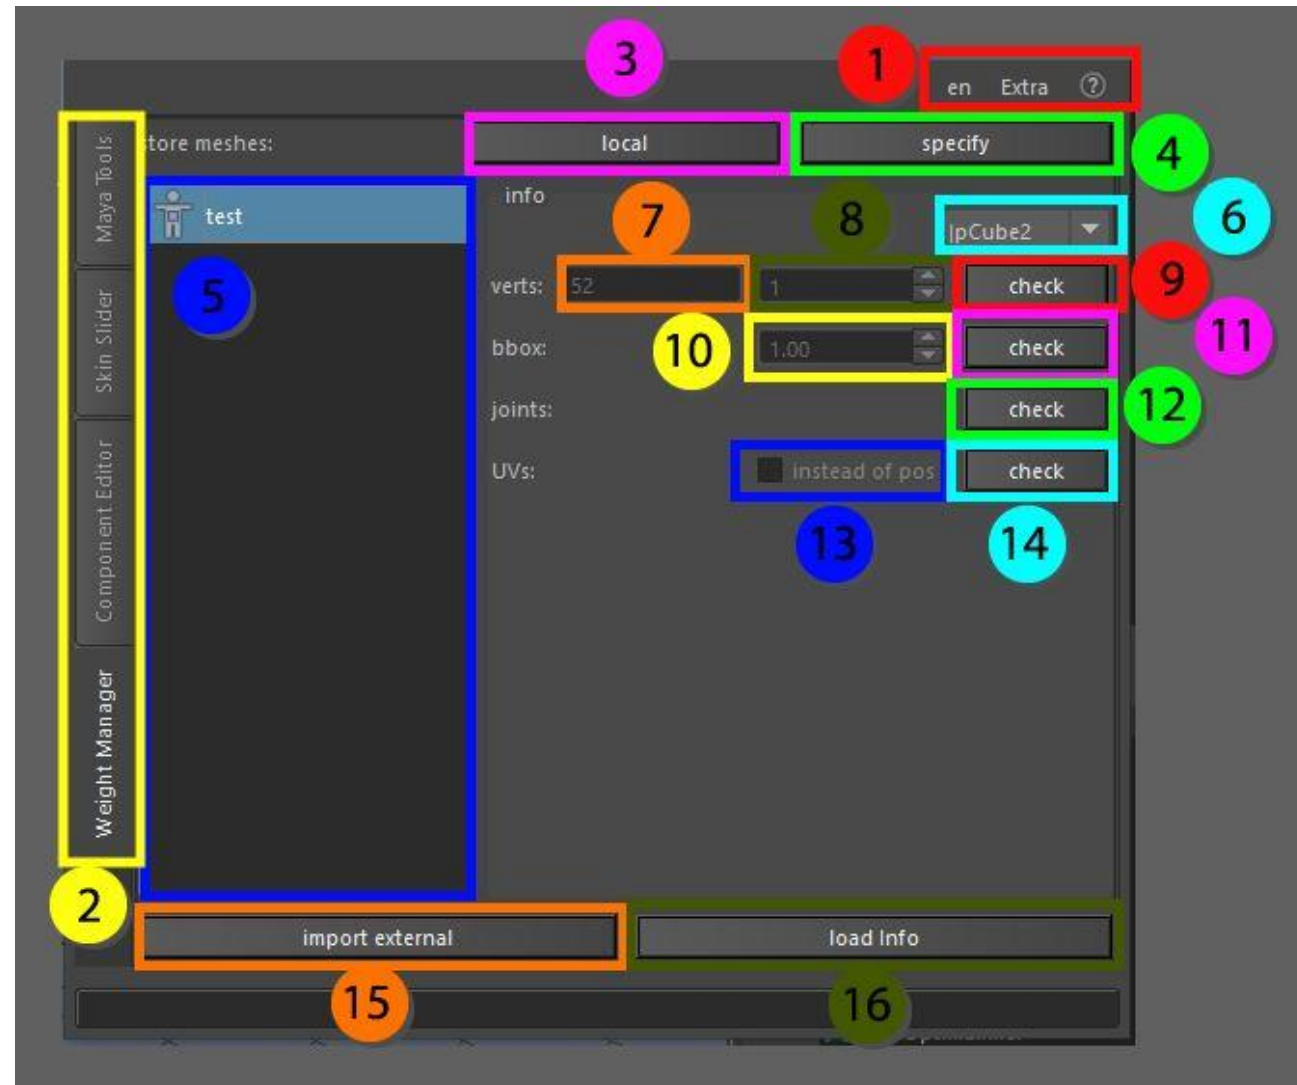 3
1
en Extra ?
store meshes: local specify
4
Maya Tools
Skin Slider
Component Editor
Weight Manager
test
5
info
7
8
6
|pCube2
verts: 52 1 check
9
10
bbox: 1.00 check
11
joints: check
12
UVs: instead of pos check
13
14
2
import external load Info
15
16